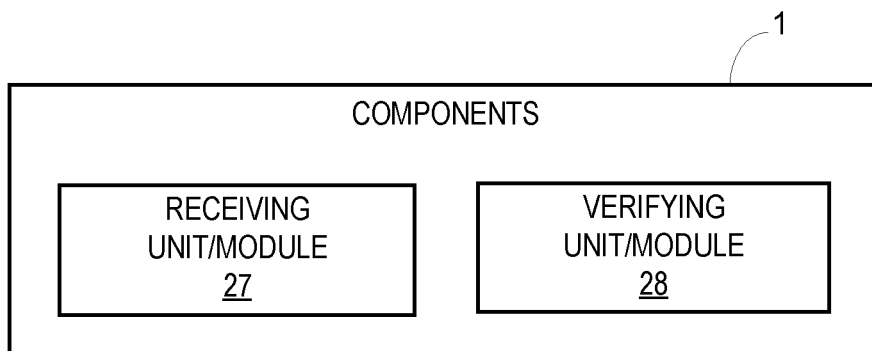 1
COMPONENTS
RECEIVING
UNIT/MODULE
27
VERIFYING
UNIT/MODULE
28